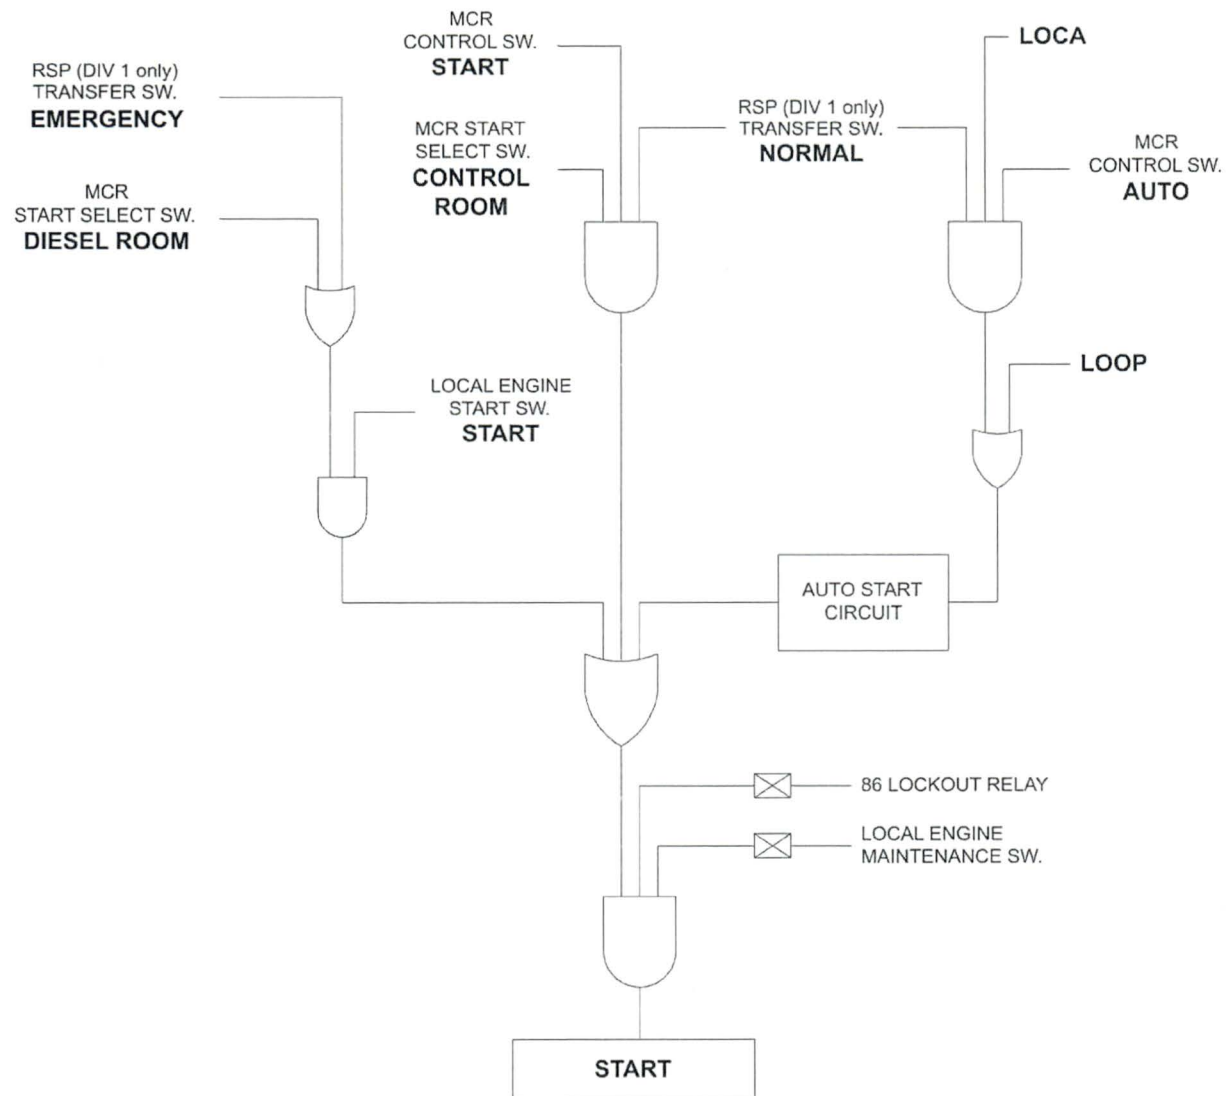 MCR
CONTROL SW.
START
LOCA
RSP (DIV 1 only)
TRANSFER SW.
EMERGENCY
MCR START
SELECT SW.
CONTROL
ROOM
RSP (DIV 1 only)
TRANSFER SW.
NORMAL
MCR
CONTROL SW.
AUTO
MCR
START SELECT SW.
DIESEL ROOM
LOCAL ENGINE
START SW.
START
LOOP
AUTO START
CIRCUIT
86 LOCKOUT RELAY
LOCAL ENGINE
MAINTENANCE SW.
START